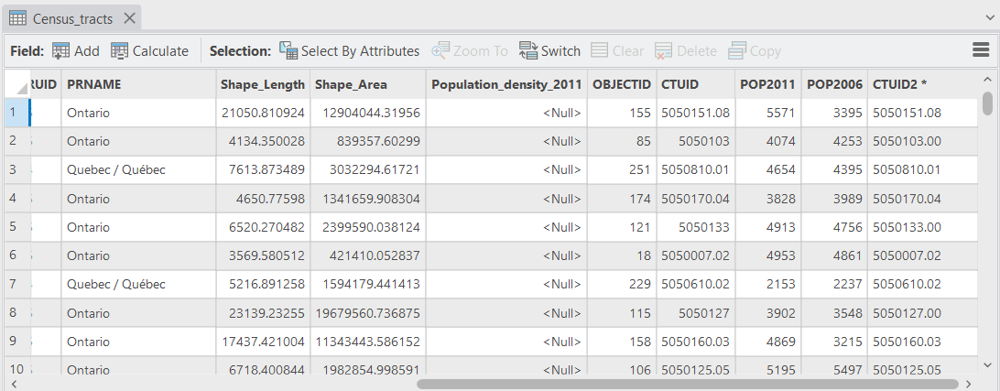 Census_tracts
Field: Add Calculate Selection: Select By Attributes Zoom To Switch Clear Delete Copy
RUID PRNAME Shape_Length Shape_Area Population_density_2011 OBJECTID CTUID POP2011 POP2006 CTUID2 *
1 Ontario 21050.810924 12904044.31956 <Null> 155 5050151.08 5571 3395 5050151.08
2 Ontario 4134.350028 839357.60299 <Null> 85 5050103 4074 4253 5050103.00
3 Quebec / Québec 7613.873489 3032294.61721 <Null> 251 5050810.01 4654 4395 5050810.01
4 Ontario 4650.77598 1341659.908304 <Null> 174 5050170.04 3828 3989 5050170.04
5 Ontario 6520.270482 2399590.038124 <Null> 121 5050133 4913 4756 5050133.00
6 Ontario 3569.580512 421410.052837 <Null> 18 5050007.02 4953 4861 5050007.02
7 Quebec / Québec 5216.891258 1594179.441413 <Null> 229 5050610.02 2153 2237 5050610.02
8 Ontario 23139.23255 19679560.736875 <Null> 115 5050127 3902 3548 5050127.00
9 Ontario 17437.421004 11343443.586152 <Null> 158 5050160.03 4869 3215 5050160.03
10 Ontario 6718.400844 1982854.998591 <Null> 106 5050125.05 5195 5497 5050125.05